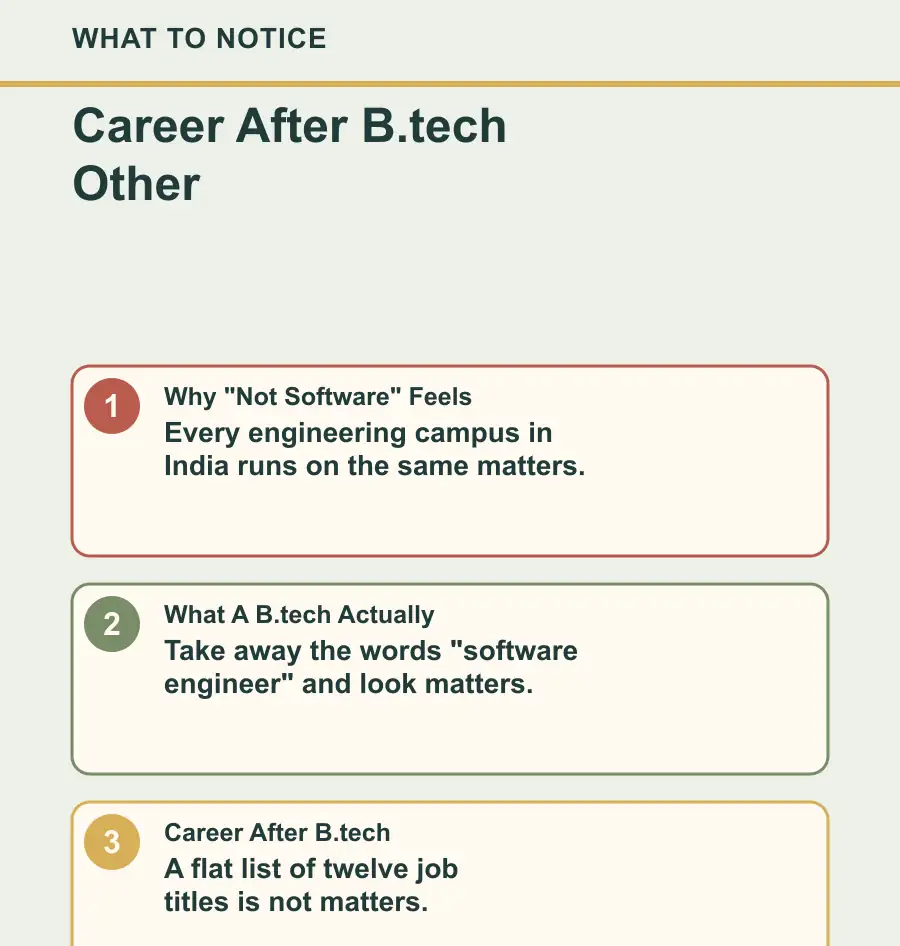 WHAT TO NOTICE
Career After B.tech
Other
1
Why "Not Software" Feels
Every engineering campus in
India runs on the same matters.
2
What A B.tech Actually
Take away the words "software
engineer" and look matters.
3
Career After B.tech
A flat list of twelve job
titles is not matters.